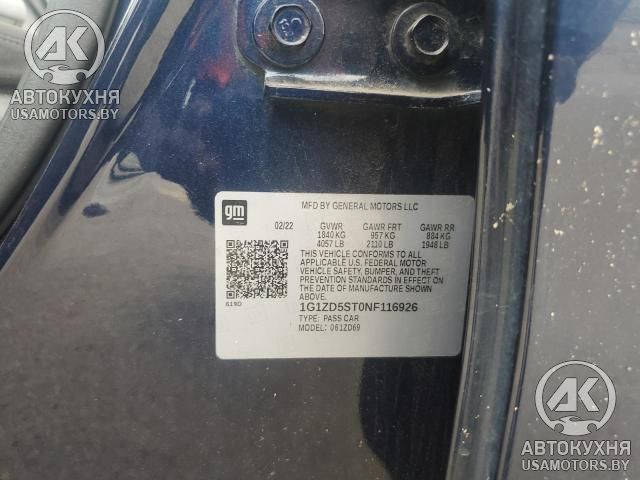 AK
АВТОКУХНЯ
USAMOTORS.BY
gm
MFD BY GENERAL MOTORS LLC
02/22 GVWR GAWR FRT GAWR RR
1840 KG 957 KG 884 KG
4057 LB 2110 LB 1948 LB
THIS VEHICLE CONFORMS TO ALL
APPLICABLE U.S. FEDERAL MOTOR
VEHICLE SAFETY, BUMPER, AND THEFT
PREVENTION STANDARDS IN EFFECT ON
THE DATE OF MANUFACTURE SHOWN
ABOVE.
619D
1G1ZD5ST0NF116926
TYPE: PASS CAR
MODEL: 061ZD69
AK
АВТОКУХНЯ
USAMOTORS.BY